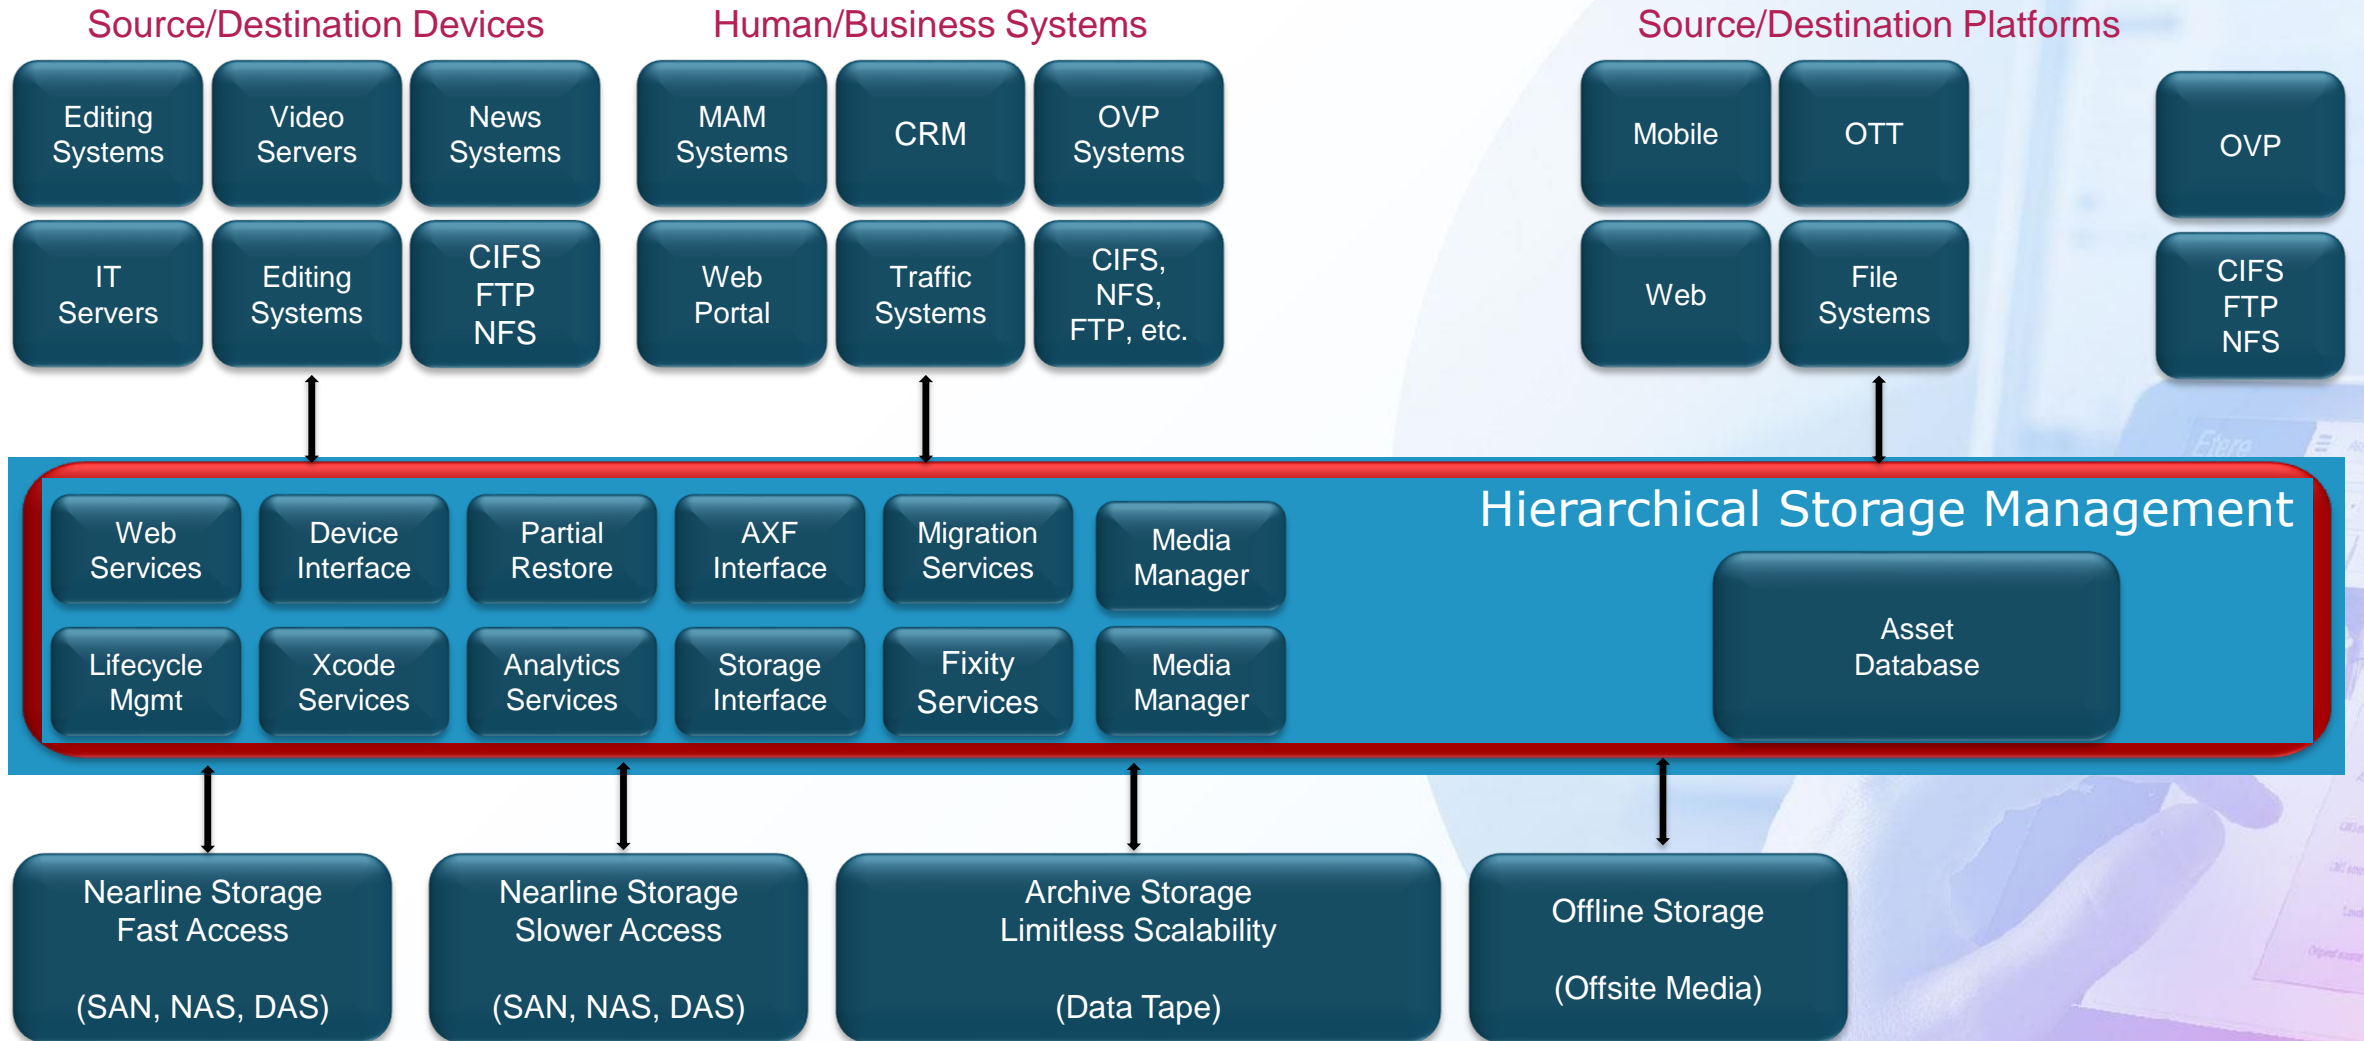 Source/Destination Devices
Human/Business Systems
Source/Destination Platforms
Editing
Systems
Video
Servers
News
Systems
MAM
Systems
CRM
OVP
Systems
Mobile
OTT
OVP
IT
Servers
Editing
Systems
CIFS
FTP
NFS
Web
Portal
Traffic
Systems
CIFS,
NFS,
FTP, etc.
Web
File
Systems
CIFS
FTP
NFS
Etere
Hierarchical Storage Management
Web
Services
Device
Interface
Partial
Restore
AXF
Interface
Migration
Services
Media
Manager
Lifecycle
Mgmt
Xcode
Services
Analytics
Services
Storage
Interface
Fixity
Services
Media
Manager
Asset
Database
Nearline Storage
Fast Access
(SAN, NAS, DAS)
Nearline Storage
Slower Access
(SAN, NAS, DAS)
Archive Storage
Limitless Scalability
(Data Tape)
Offline Storage
(Offsite Media)